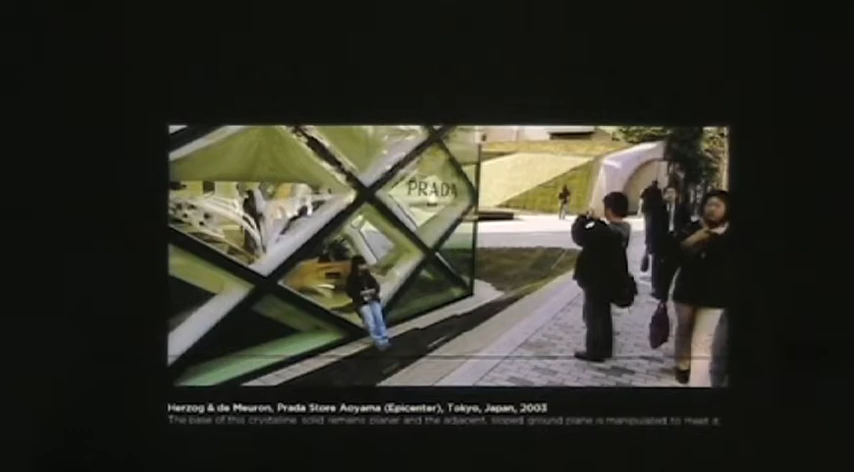 PRADA
Herzog & de Meuron, Prada Store Aoyama (Epicenter), Tokyo, Japan, 2003
The base of this crystalline solid remains planar and the adjacent, sloped ground plane is manipulated to meet it.